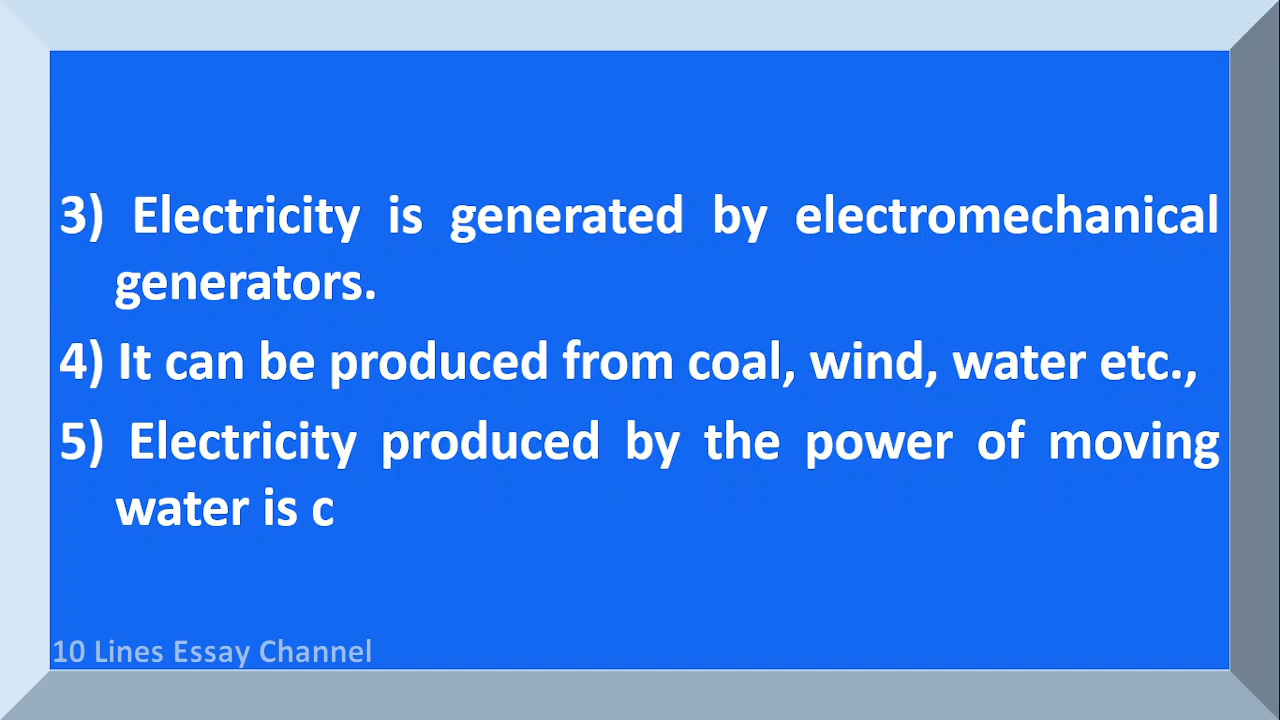 3) Electricity is generated by electromechanical
generators.
4) It can be produced from coal, wind, water etc.,
5) Electricity produced by the power of moving
water is c
10 Lines Essay Channel